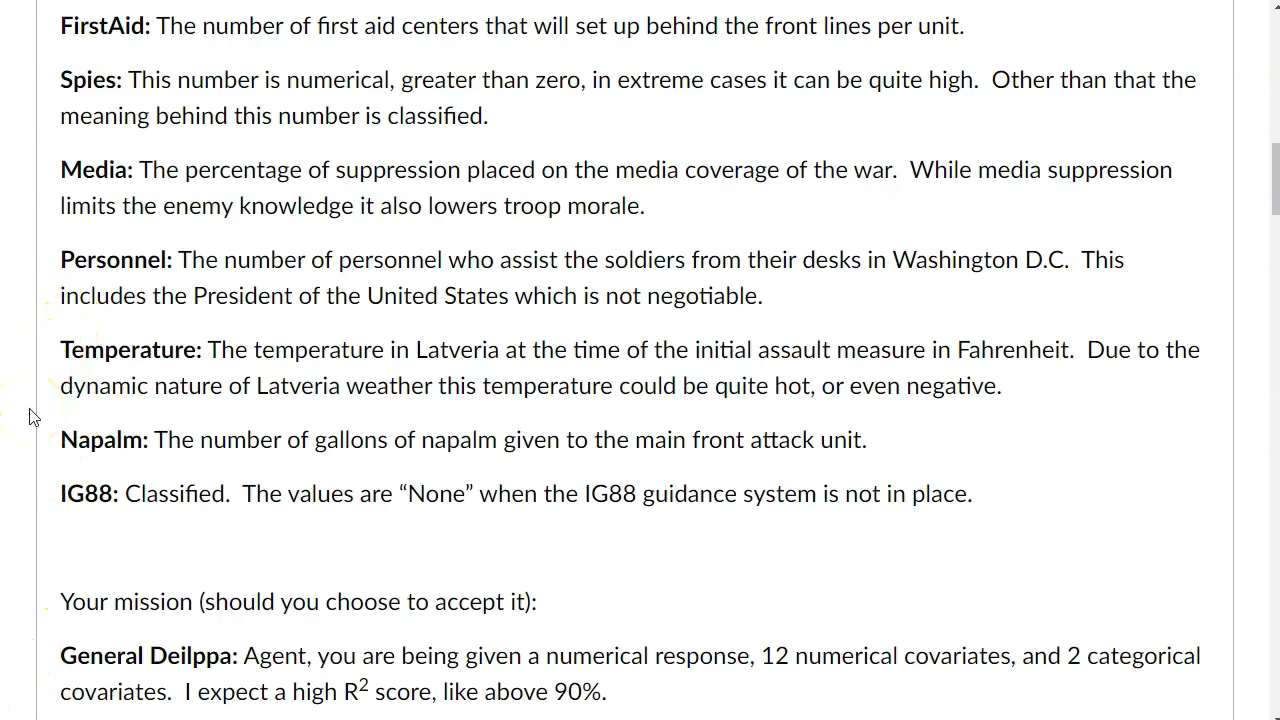 FirstAid: The number of first aid centers that will set up behind the front lines per unit.
Spies: This number is numerical, greater than zero, in extreme cases it can be quite high.  Other than that the
meaning behind this number is classified.
Media: The percentage of suppression placed on the media coverage of the war.  While media suppression
limits the enemy knowledge it also lowers troop morale.
Personnel: The number of personnel who assist the soldiers from their desks in Washington D.C.  This
includes the President of the United States which is not negotiable.
Temperature: The temperature in Latveria at the time of the initial assault measure in Fahrenheit.  Due to the
dynamic nature of Latveria weather this temperature could be quite hot, or even negative.
Napalm: The number of gallons of napalm given to the main front attack unit.
IG88: Classified.  The values are “None” when the IG88 guidance system is not in place.
Your mission (should you choose to accept it):
General Deilppa: Agent, you are being given a numerical response, 12 numerical covariates, and 2 categorical
covariates.  I expect a high R² score, like above 90%.